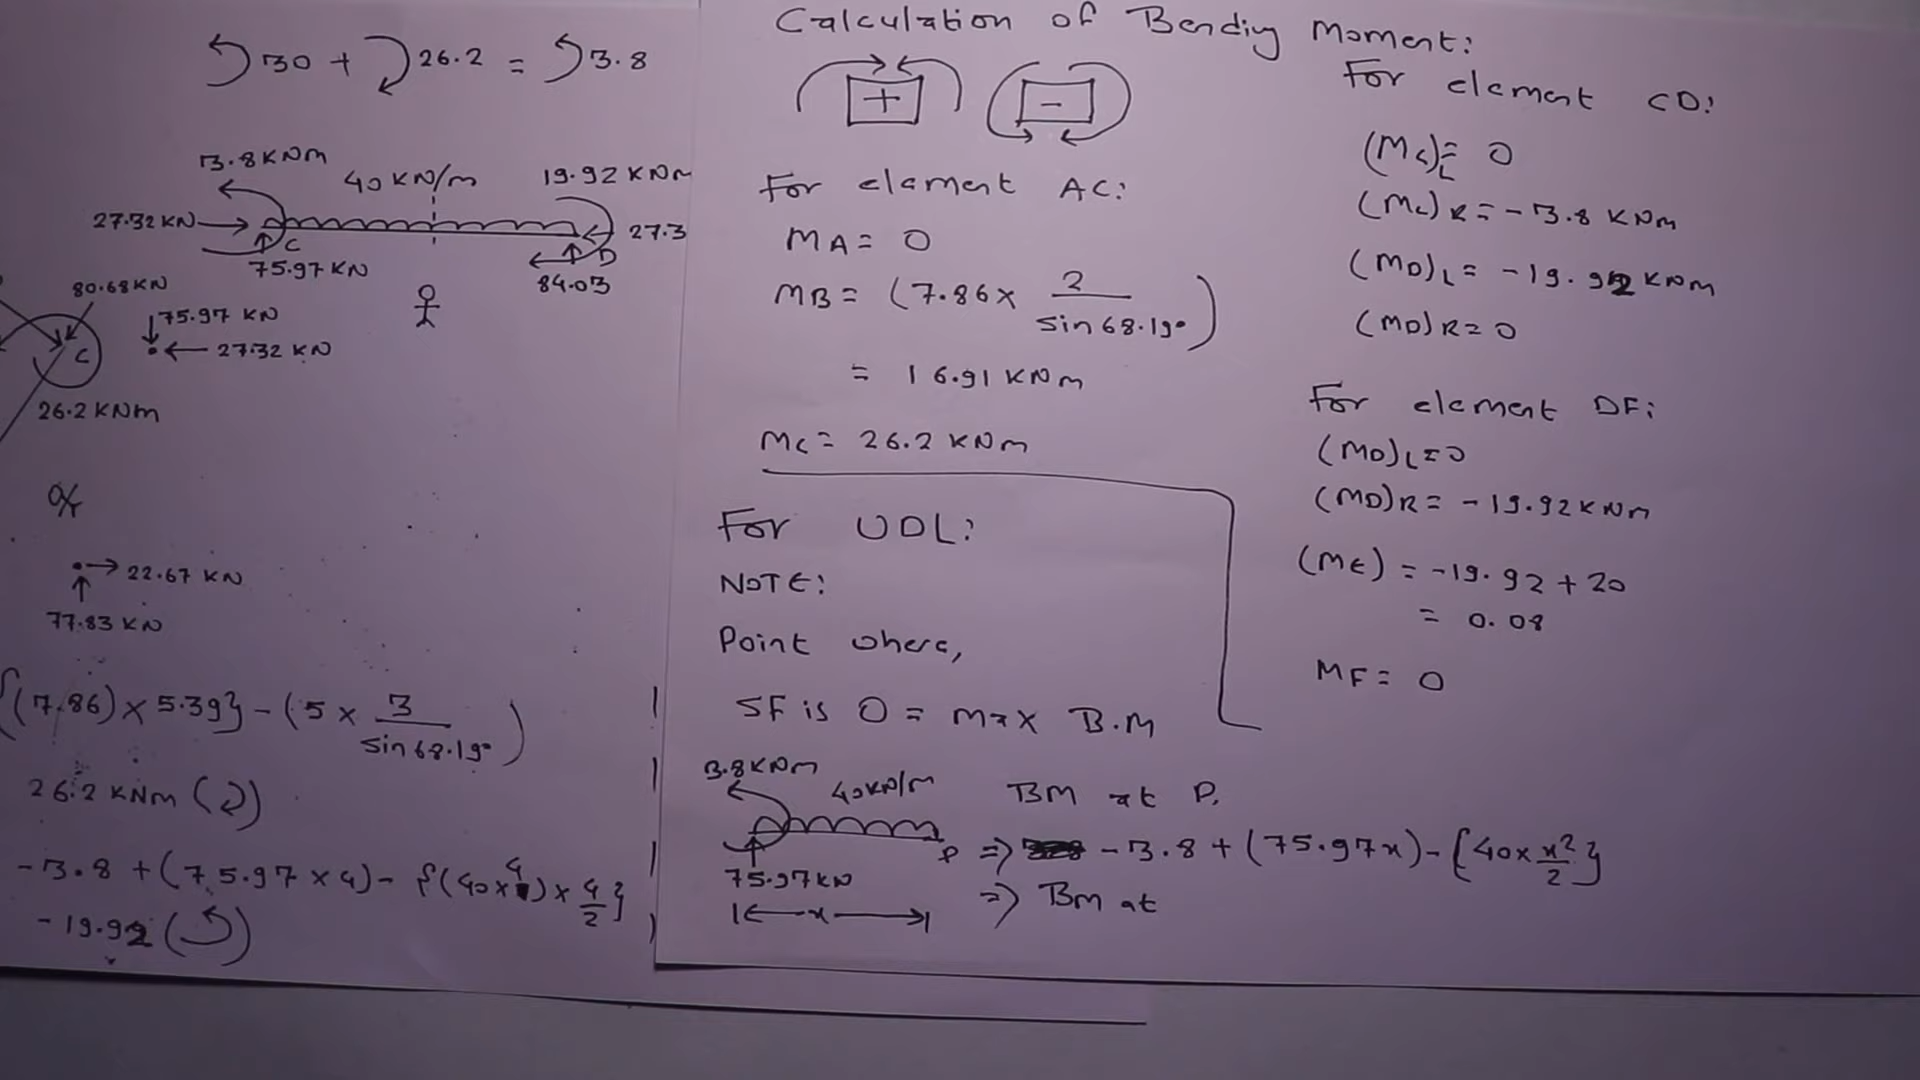 30 + 26.2 = 3.8
3.8 KNm
40 KN/m
19.92 KNm
27.32 KN
C
D
27.3
75.97 KN
84.03
80.68 KN
75.97 KN
27.32 KN
C
26.2 KNm
22.67 KN
77.83 KN
{(7.86) × 5.39} - (5 × 3/sin 68.19°)
26.2 KNm
-3.8 + (75.97 × 4) - {(40 × 4) × 4/2}
-19.92
Calculation of Bending Moment:
+ -
For element AC:
MA = 0
MB = (7.86 × 2/sin 68.19°)
= 16.91 KNm
Mc = 26.2 KNm
For UDL:
NOTE:
Point where,
SF is 0 = max B.M
3.8 KNm
40 KN/m
P
75.97 KN
x
BM at P,
⇒ -3.8 + (75.97x) - {40 × x²/2}
⇒ BM at
For element CD:
(Mc)L = 0
(Mc)R = -3.8 KNm
(MD)L = -19.92 KNm
(MD)R = 0
For element DF:
(MD)L = 0
(MD)R = -19.92 KNm
(ME) = -19.92 + 20
= 0.08
MF = 0